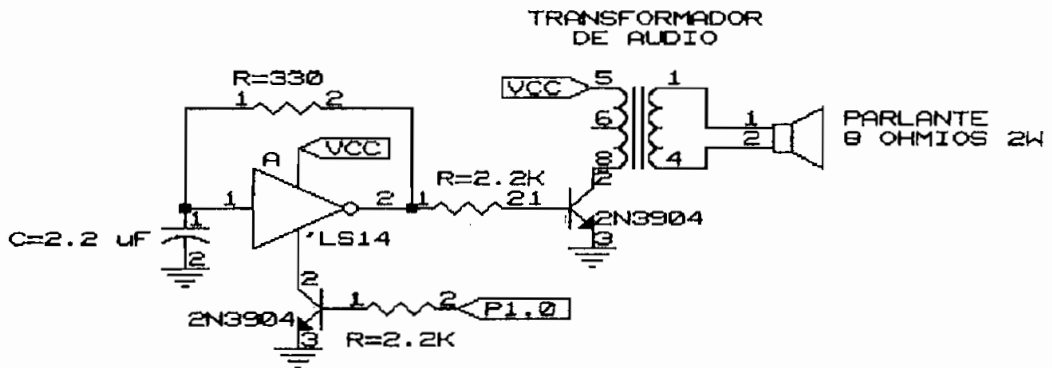 TRANSFORMADOR
DE AUDIO
R=330
1 2
VCC
5 1
6
8 4
1
2
PARLANTE
8 OHMIOS 2W
A
VCC
1 2
'LS14
R=2.2K
2 1
2
2N3904
3
1
C=2.2 uF
2
2
2N3904
3
1 2
P1.0
R=2.2K